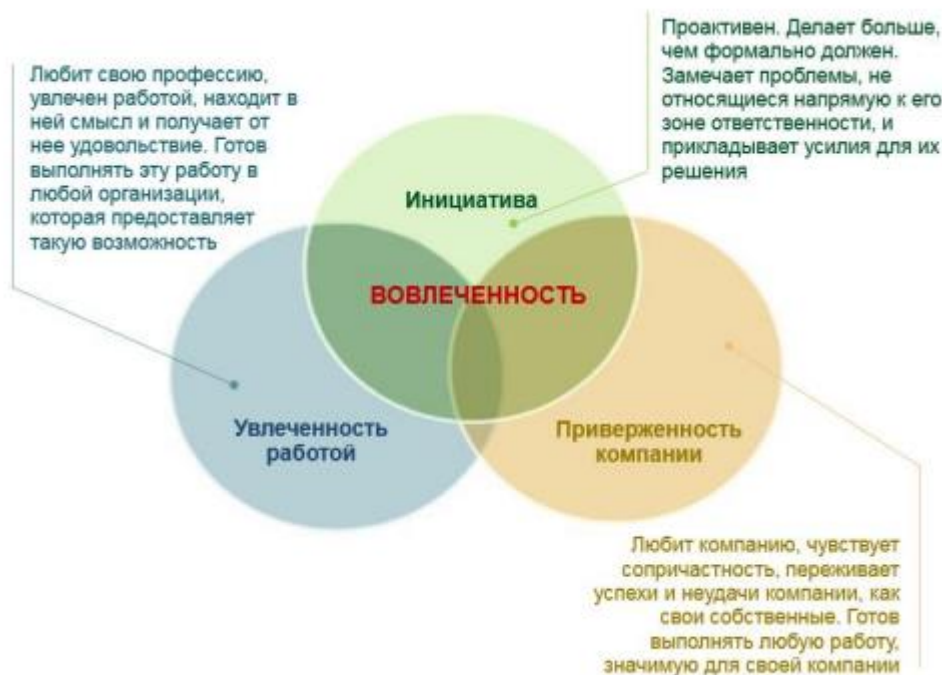 Проактивен. Делает больше,
чем формально должен.
Замечает проблемы, не
относящиеся напрямую к его
зоне ответственности, и
прикладывает усилия для их
решения
Любит свою профессию,
увлечен работой, находит в
ней смысл и получает от
нее удовольствие. Готов
выполнять эту работу в
любой организации,
которая предоставляет
такую возможность
Инициатива
ВОВЛЕЧЕННОСТЬ
Увлеченность
работой
Приверженность
компании
Любит компанию, чувствует
сопричастность, переживает
успехи и неудачи компании, как
свои собственные. Готов
выполнять любую работу,
значимую для своей компании